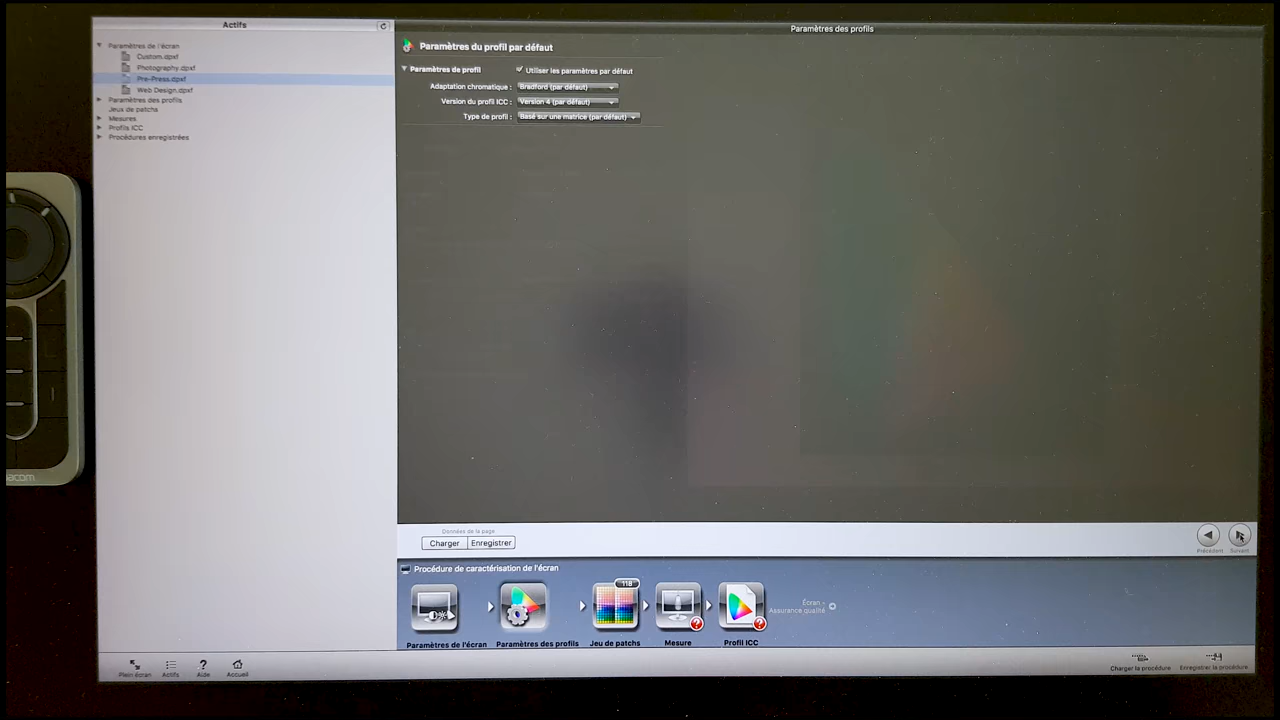 Actifs
Paramètres de l'écran
Custom.dpxf
Photography.dpxf
Pre-Press.dpxf
Web Design.dpxf
Paramètres des profils
Jeux de patchs
Mesures
Profils ICC
Procédures enregistrées
Paramètres des profils
Paramètres du profil par défaut
Paramètres de profil
Utiliser les paramètres par défaut
Adaptation chromatique : Bradford (par défaut)
Version du profil ICC : Version 4 (par défaut)
Type de profil : Basé sur une matrice (par défaut)
Données de la page
Charger Enregistrer
Précédent Suivant
Procédure de caractérisation de l'écran
118
Écran -
Assurance qualité
Paramètres de l'écran Paramètres des profils Jeu de patchs Mesure Profil ICC
Plein écran Actifs Aide Accueil
Charger la procédure Enregistrer la procédure
wacom